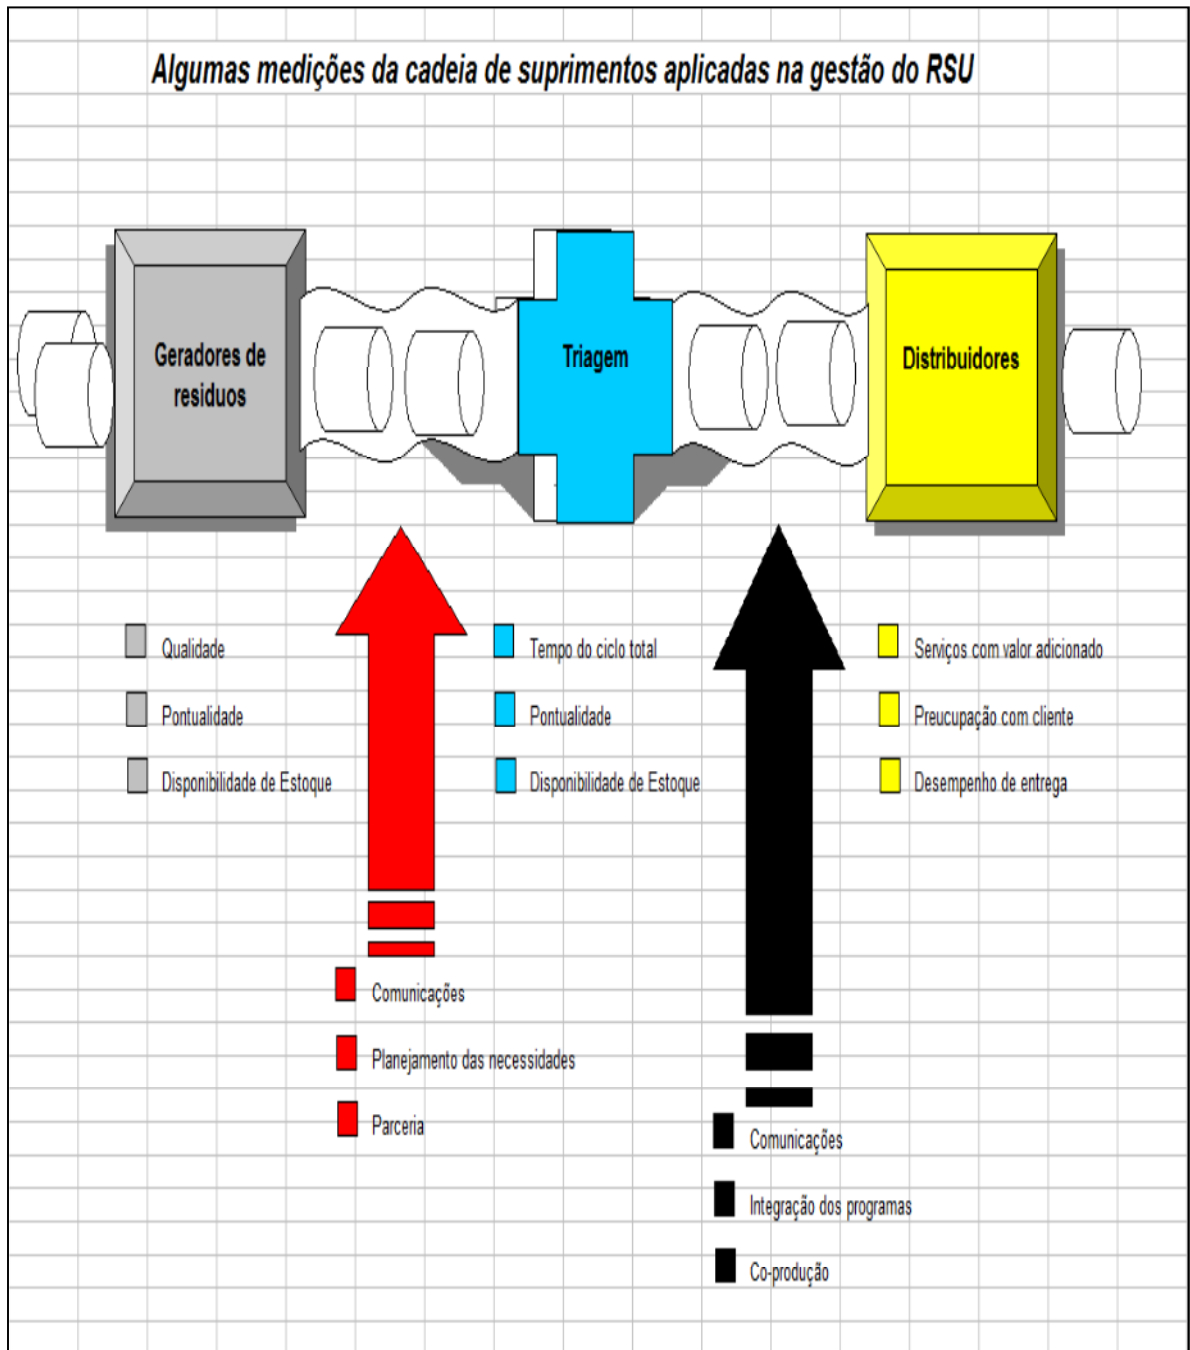 Algumas medições da cadeia de suprimentos aplicadas na gestão do RSU
Geradores de
residuos
Triagem
Distribuidores
Qualidade
Pontualidade
Disponibilidade de Estoque
Tempo do ciclo total
Pontualidade
Disponibilidade de Estoque
Serviços com valor adicionado
Preucupação com cliente
Desempenho de entrega
Comunicações
Planejamento das necessidades
Parceria
Comunicações
Integração dos programas
Co-produção